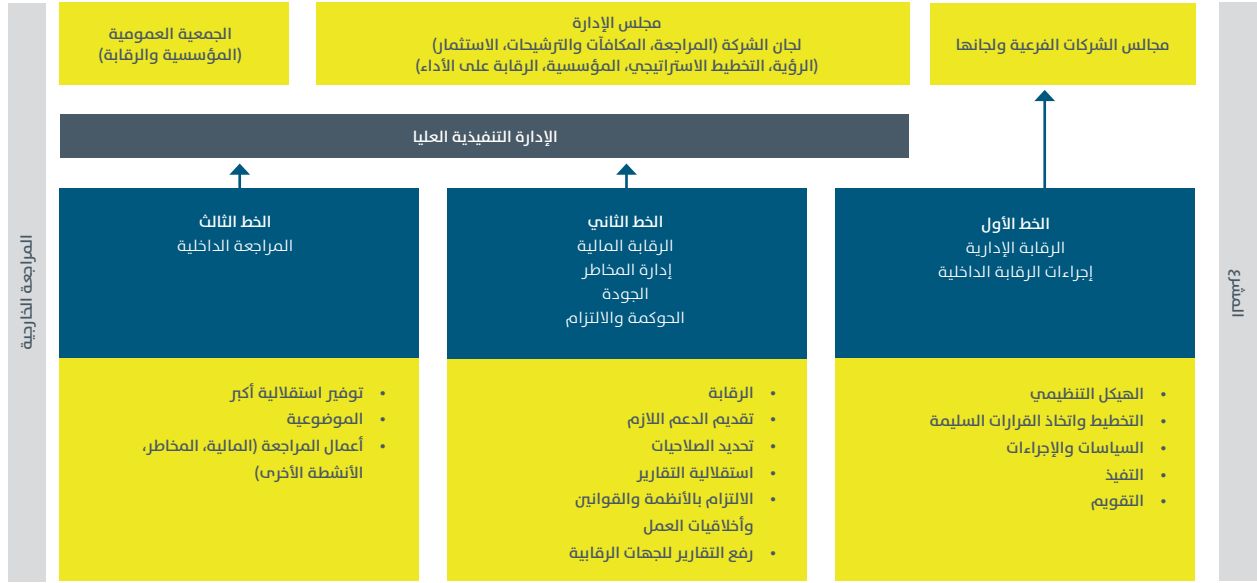 مجالس الشركات الفرعية ولجانها
مجلس الإدارة
لجان الشركة (المراجعة، المكافآت والترشيحات، الاستثمار)
(الرؤية، التخطيط الاستراتيجي، المؤسسية، الرقابة على الأداء)
الجمعية العمومية
(المؤسسية والرقابة)
الإدارة التنفيذية العليا
المشرع
الخط الأول
الرقابة الإدارية
إجراءات الرقابة الداخلية
• الهيكل التنظيمي
• التخطيط واتخاذ القرارات السليمة
• السياسات والإجراءات
• التفيذ
• التقويم
الخط الثاني
الرقابة المالية
إدارة المخاطر
الجودة
الحوكمة والالتزام
• الرقابة
• تقديم الدعم اللازم
• تحديد الصلاحيات
• استقلالية التقارير
• الالتزام بالأنظمة والقوانين
وأخلاقيات العمل
• رفع التقارير للجهات الرقابية
الخط الثالث
المراجعة الداخلية
• توفير استقلالية أكبر
• الموضوعية
• أعمال المراجعة (المالية، المخاطر،
الأنشطة الأخرى)
المراجعة الخارجية